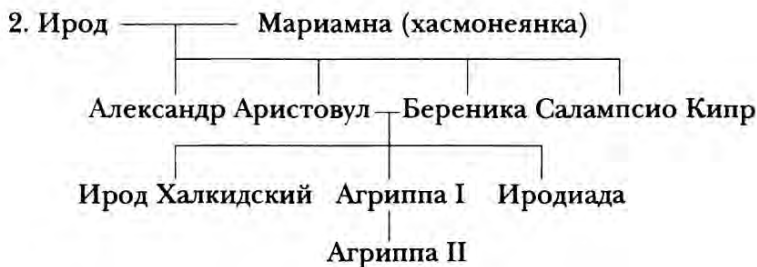 2. Ирод Мариамна (хасмонеянка)
Александр Аристовул Береника Салампсио Кипр
Ирод Халкидский Агриппа I Иродиада
Агриппа II